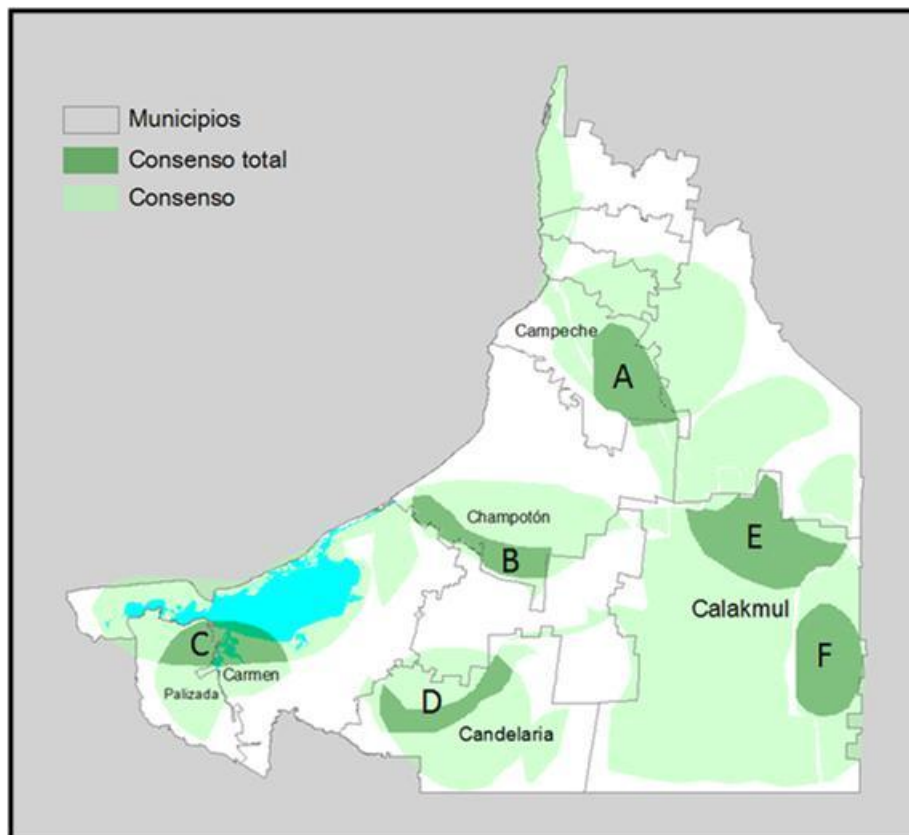 Municipios
Consenso total
Consenso
Campeche
A
Champotón
B
E
Calakmul
C
F
Carmen
Palizada
D
Candelaria